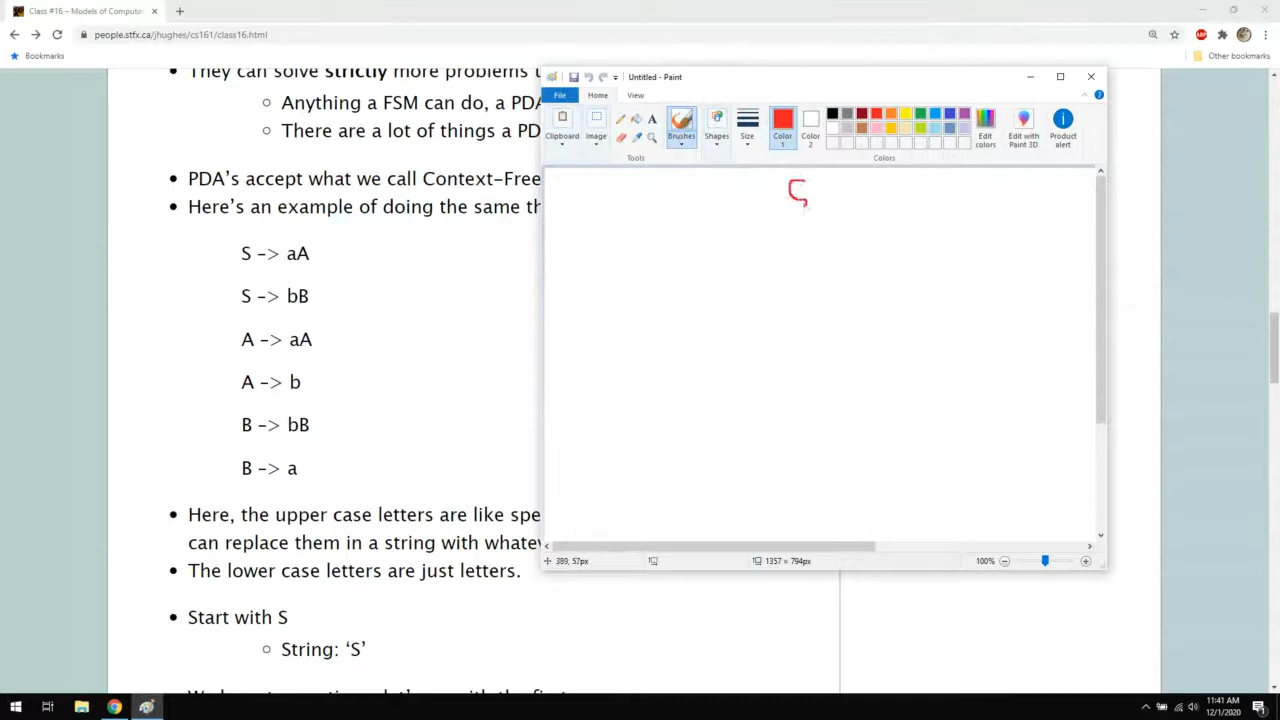 Class #16 – Models of Computa
people.stfx.ca/jhughes/cs161/class16.html
Bookmarks
Other bookmarks
They can solve strictly more problems t
Anything a FSM can do, a PDA
There are a lot of things a PD
PDA's accept what we call Context-Free
Here's an example of doing the same th
S -> aA
S -> bB
A -> aA
A -> b
B -> bB
B -> a
Here, the upper case letters are like spe
can replace them in a string with whatev
The lower case letters are just letters.
Start with S
String: 'S'
Untitled - Paint
File
Home
View
Clipboard
Image
Tools
Brushes
Shapes
Size
Color
1
Color
2
Edit
colors
Edit with
Paint 3D
Product
alert
Colors
389, 57px
1357 × 794px
100%
11:41 AM
12/1/2020